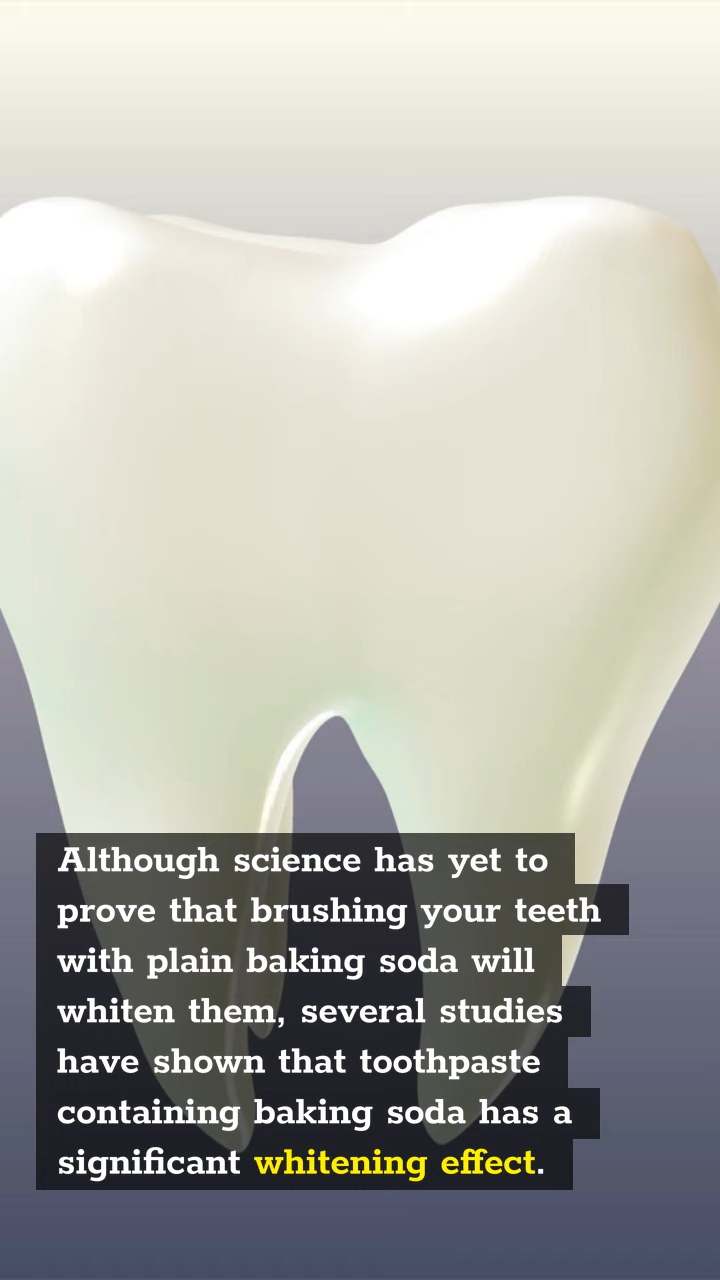 Although science has yet to
prove that brushing your teeth
with plain baking soda will
whiten them, several studies
have shown that toothpaste
containing baking soda has a
significant whitening effect.